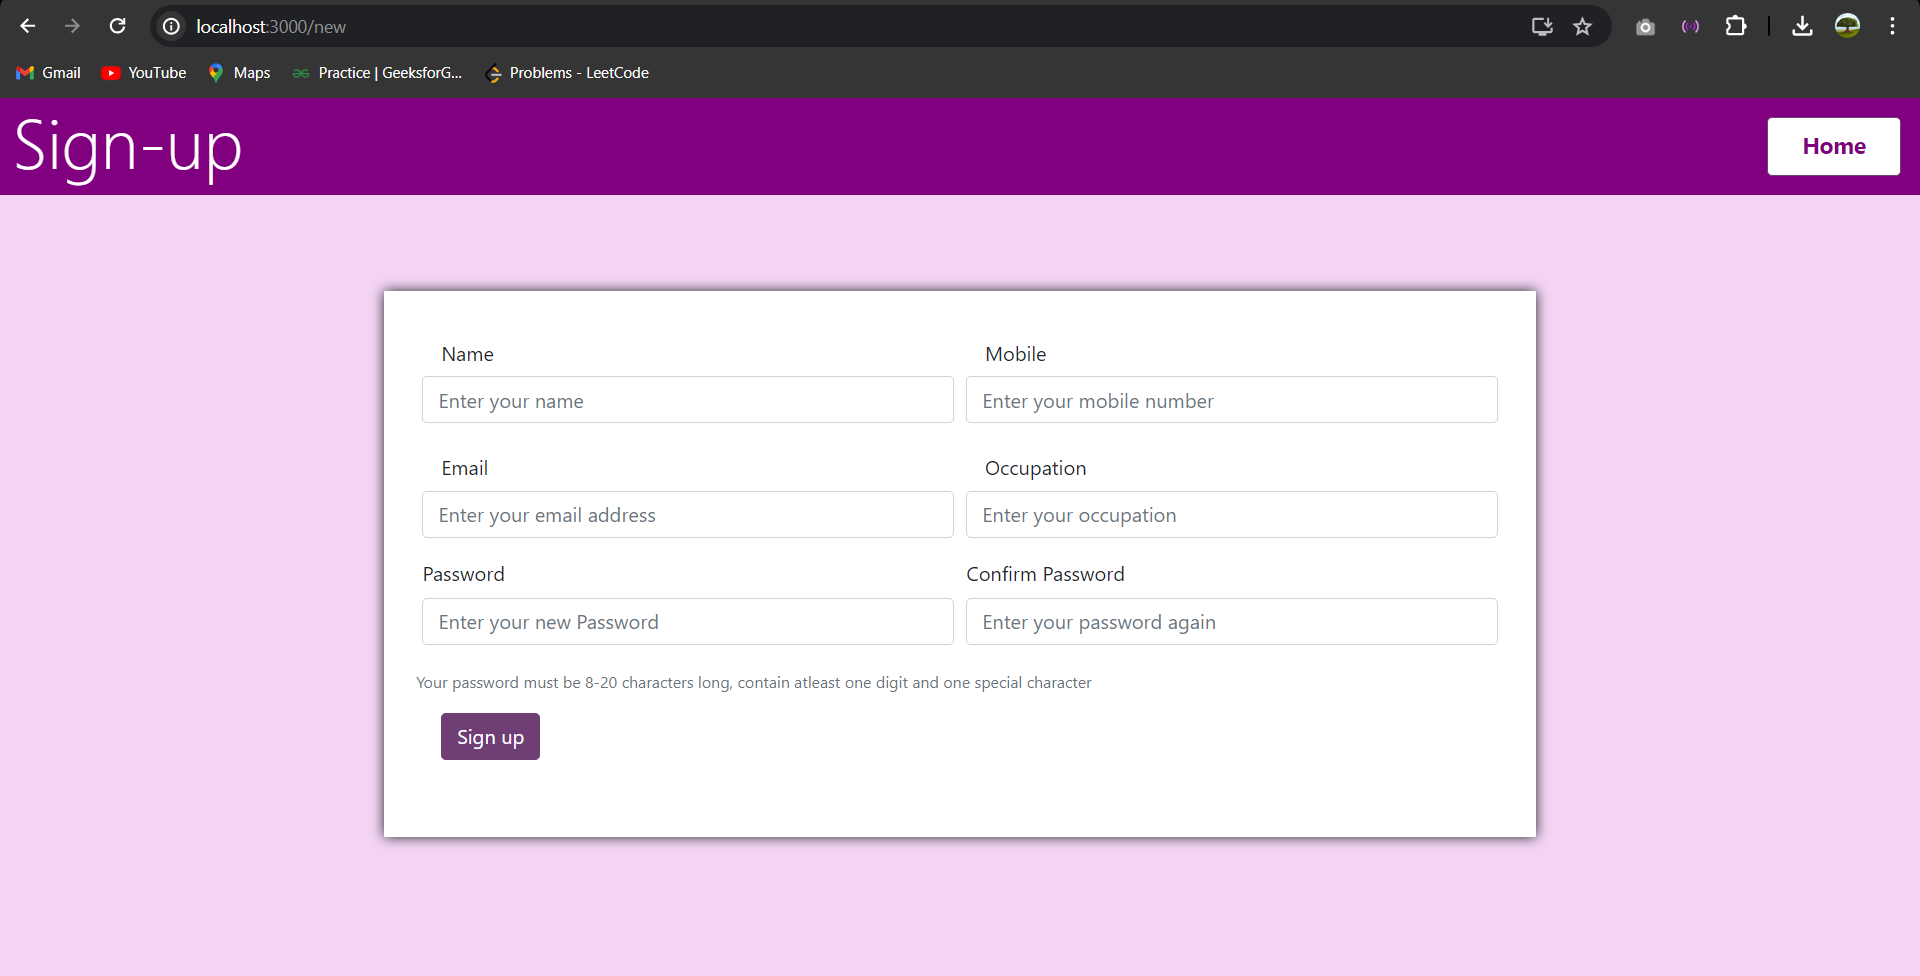 localhost:3000/new
Gmail YouTube Maps Practice | GeeksforG... Problems - LeetCode
Sign-up Home
Name Mobile
Enter your name Enter your mobile number
Email Occupation
Enter your email address Enter your occupation
Password Confirm Password
Enter your new Password Enter your password again
Your password must be 8-20 characters long, contain atleast one digit and one special character
Sign up